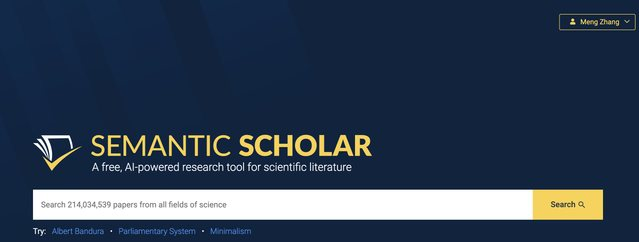 Meng Zhang
SEMANTIC SCHOLAR
A free, AI-powered research tool for scientific literature
Search 214,034,539 papers from all fields of science
Search
Try: Albert Bandura • Parliamentary System • Minimalism